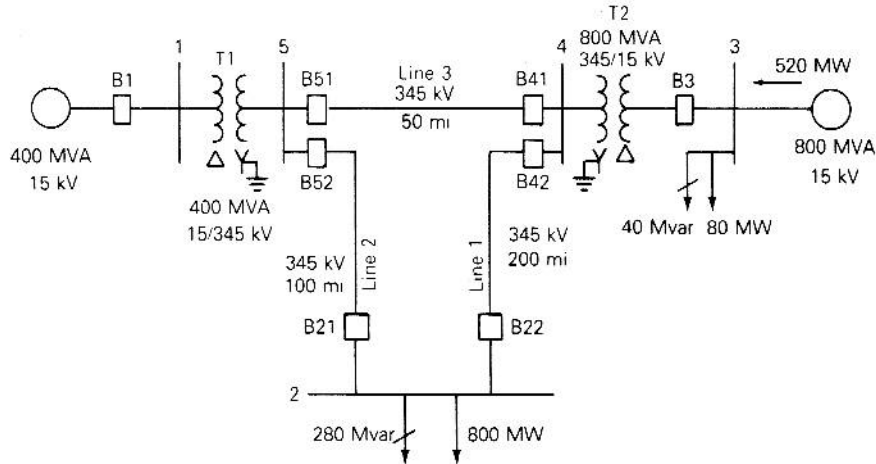 T2
1
T1
5
4
800 MVA
345/15 kV
3
B1
B51
Line 3
345 kV
50 mi
B41
B3
520 MW
400 MVA
15 kV
B52
B42
800 MVA
15 kV
400 MVA
15/345 kV
40 Mvar
80 MW
345 kV
100 mi
Line 2
Line 1
345 kV
200 mi
B21
B22
2
280 Mvar
800 MW